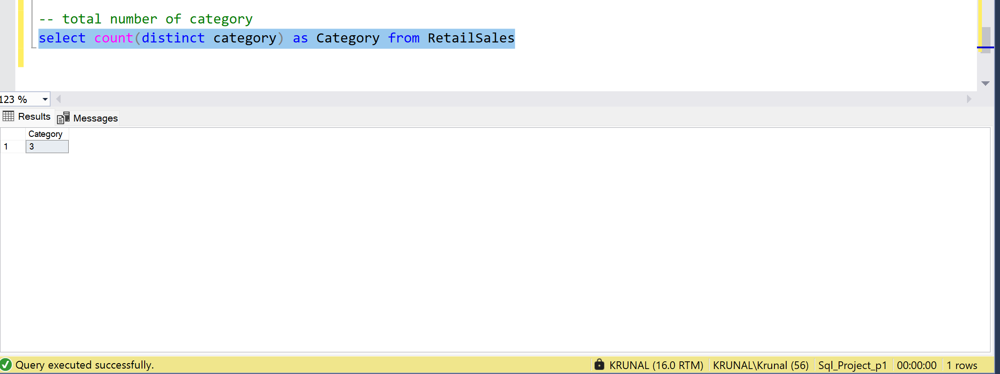 -- total number of category
select count(distinct category) as Category from RetailSales
123 %
Results Messages
Category
1 3
Query executed successfully. KRUNAL (16.0 RTM) KRUNAL\Krunal (56) Sql_Project_p1 00:00:00 1 rows